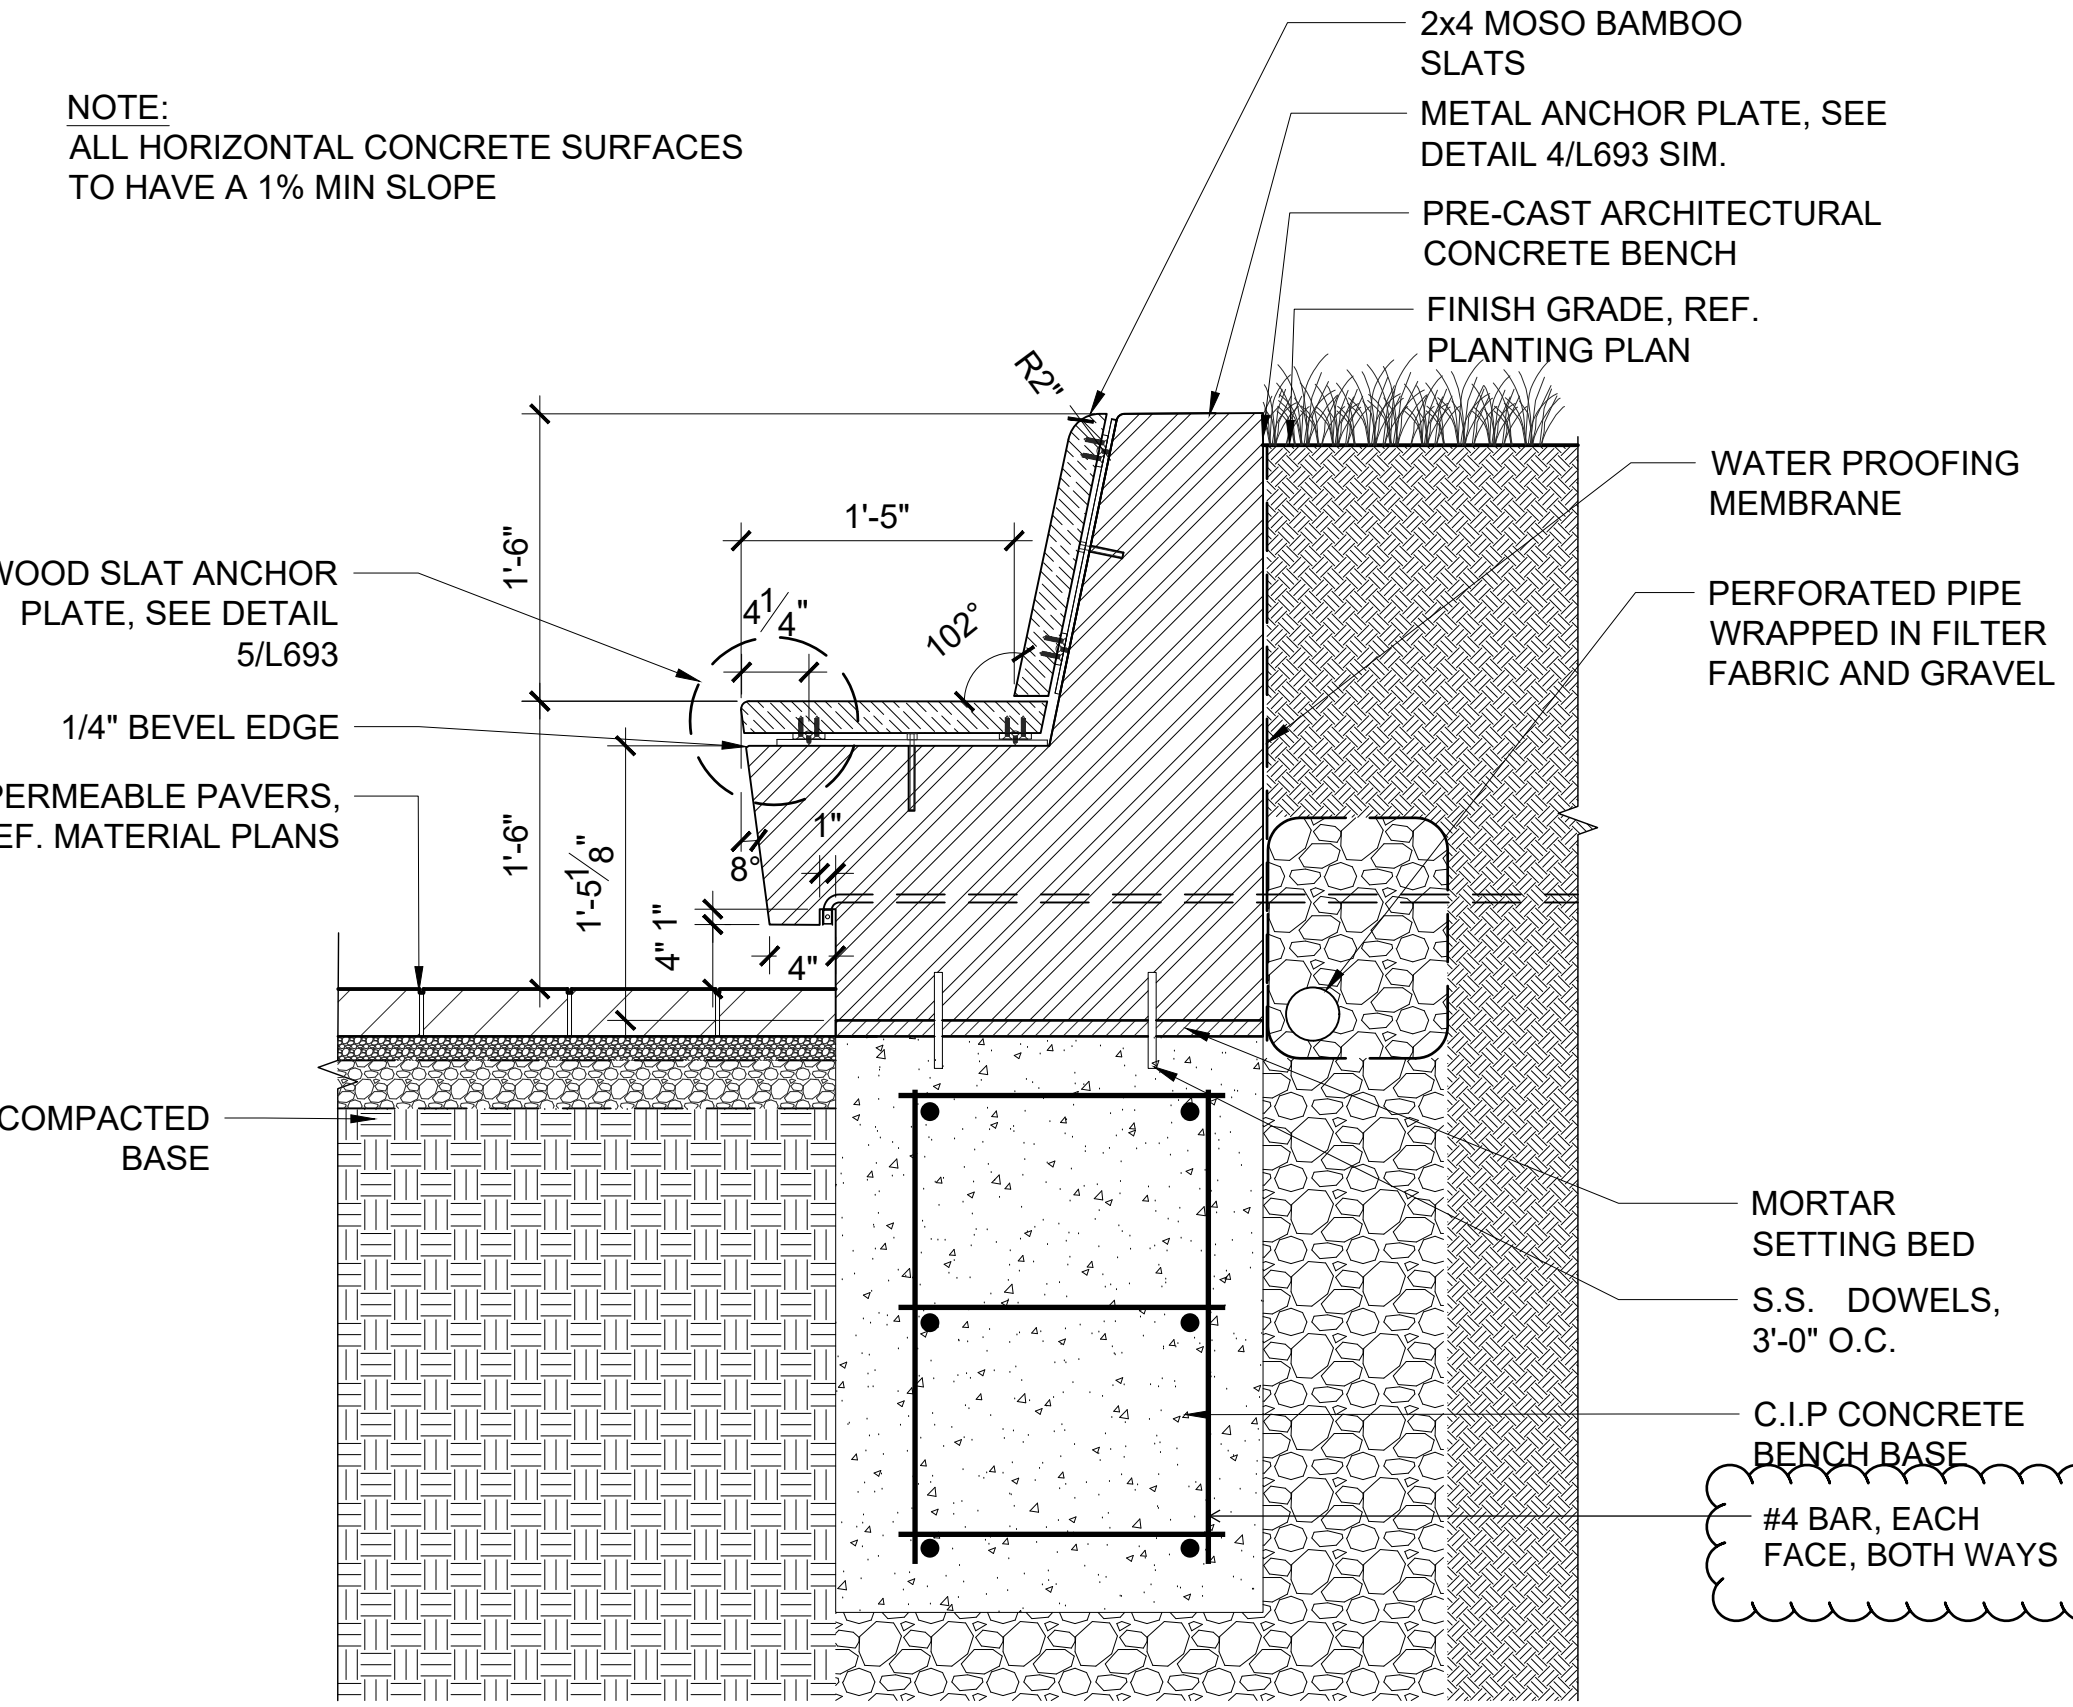 NOTE:
ALL HORIZONTAL CONCRETE SURFACES
TO HAVE A 1% MIN SLOPE
2x4 MOSO BAMBOO
SLATS
METAL ANCHOR PLATE, SEE
DETAIL 4/L693 SIM.
PRE-CAST ARCHITECTURAL
CONCRETE BENCH
FINISH GRADE, REF.
PLANTING PLAN
WATER PROOFING
MEMBRANE
PERFORATED PIPE
WRAPPED IN FILTER
FABRIC AND GRAVEL
MORTAR
SETTING BED
S.S. DOWELS,
3'-0" O.C.
C.I.P CONCRETE
BENCH BASE
#4 BAR, EACH
FACE, BOTH WAYS
WOOD SLAT ANCHOR
PLATE, SEE DETAIL
5/L693
1/4" BEVEL EDGE
PERMEABLE PAVERS,
EF. MATERIAL PLANS
COMPACTED
BASE
R2"
1'-6"
1'-5"
4 1/4"
102°
1'-6"
1'-5 1/8"
8°
1"
1"
4"
4"